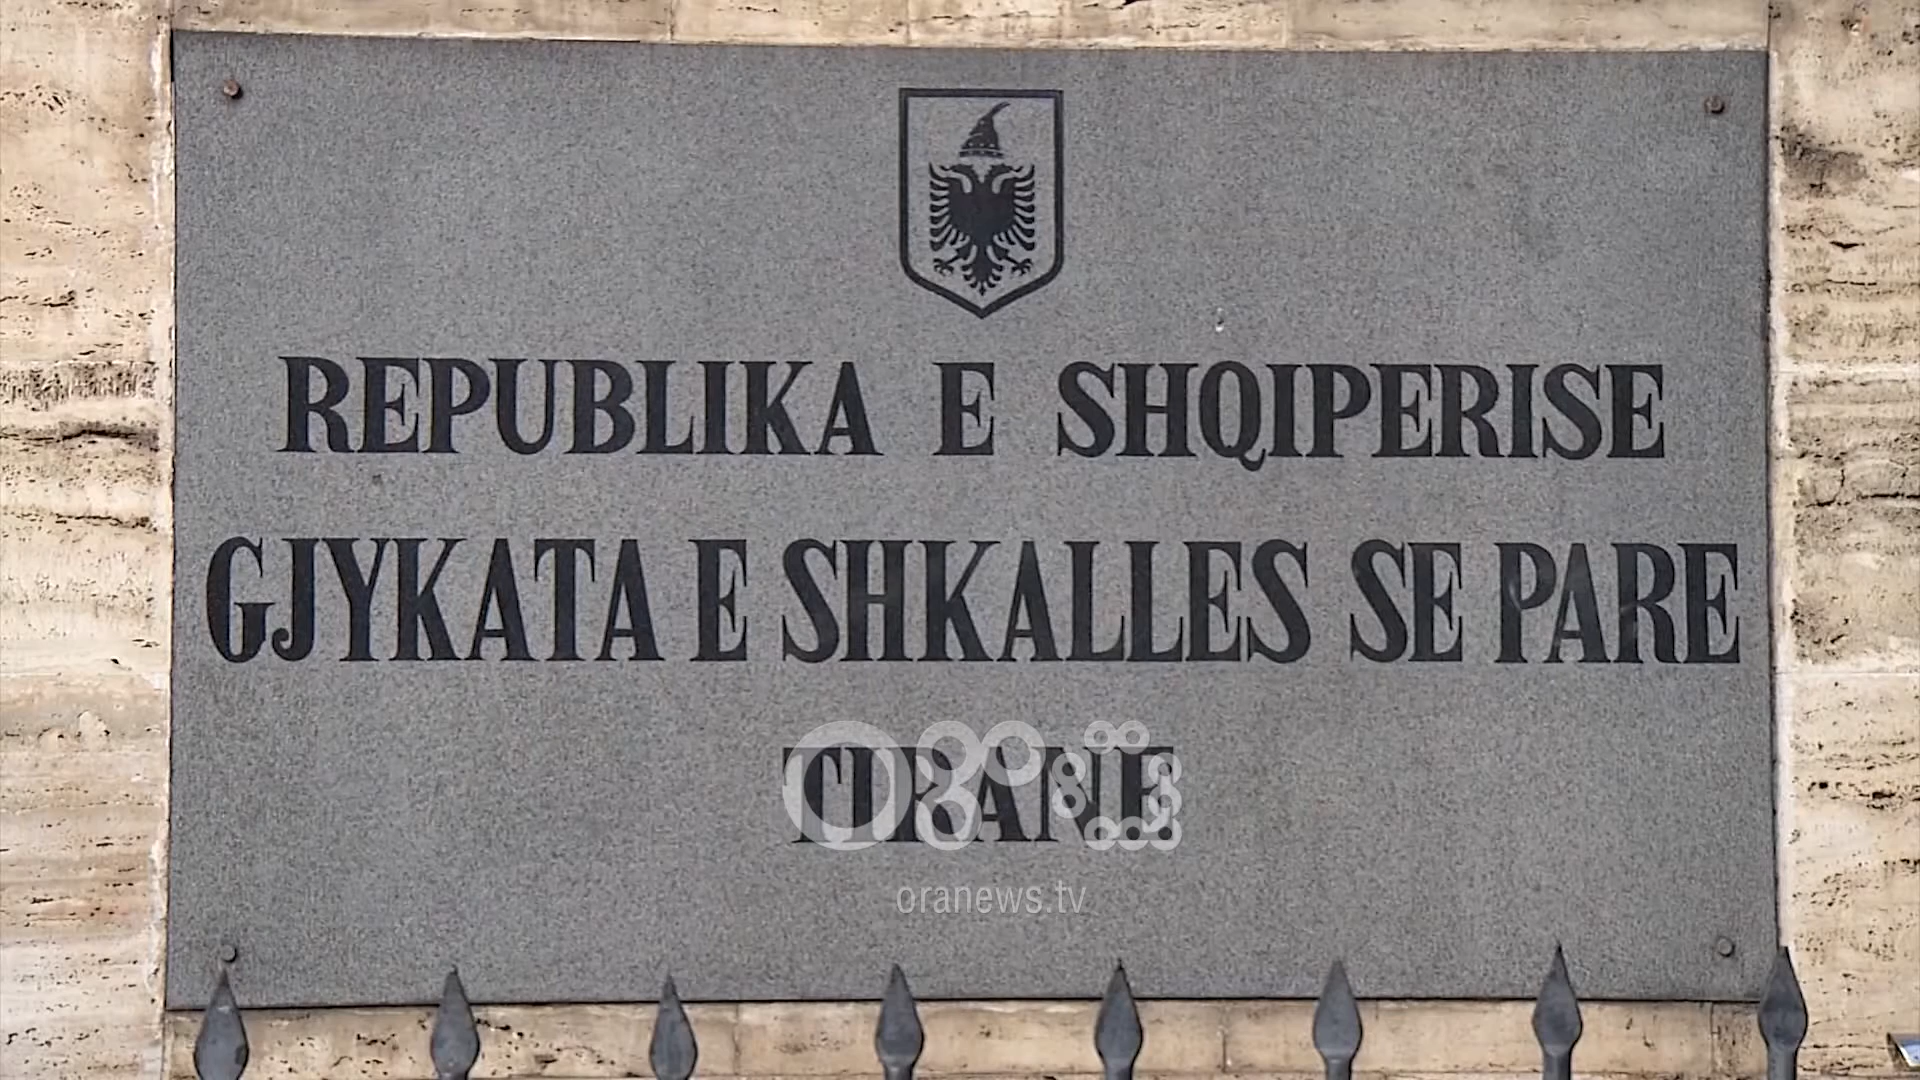 REPUBLIKA E SHQIPERISE
GJYKATA E SHKALLES SE PARE
TIRANE
oranews.tv